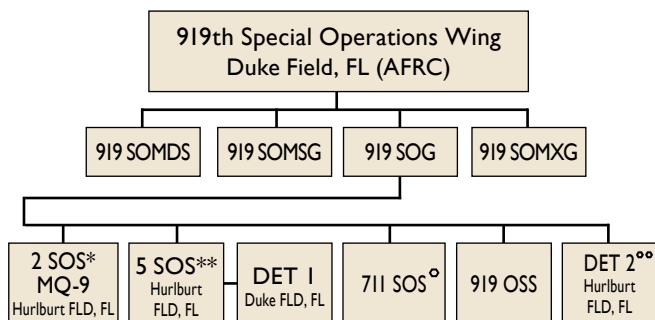 919th Special Operations Wing
Duke Field, FL (AFRC)
919 SOMDS
919 SOMSG
919 SOG
919 SOMXG
2 SOS*
MQ-9
Hurlburt FLD, FL
5 SOS**
Hurlburt
FLD, FL
DET 1
Duke FLD, FL
711 SOS°
919 OSS
DET 2°°
Hurlburt
FLD, FL